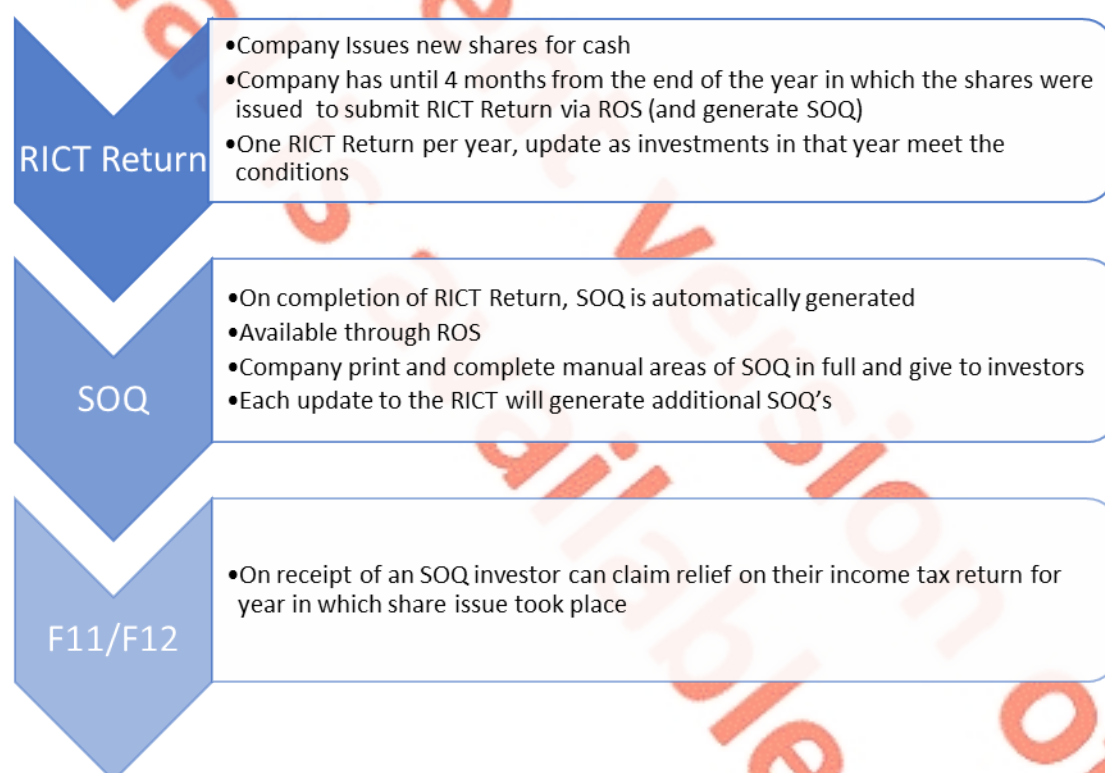 •Company Issues new shares for cash
•Company has until 4 months from the end of the year in which the shares were
issued to submit RICT Return via ROS (and generate SOQ)
RICT Return
•One RICT Return per year, update as investments in that year meet the
conditions
•On completion of RICT Return, SOQ is automatically generated
•Available through ROS
•Company print and complete manual areas of SOQ in full and give to investors
SOQ
•Each update to the RICT will generate additional SOQ's
•On receipt of an SOQ investor can claim relief on their income tax return for
year in which share issue took place
F11/F12
version
is available